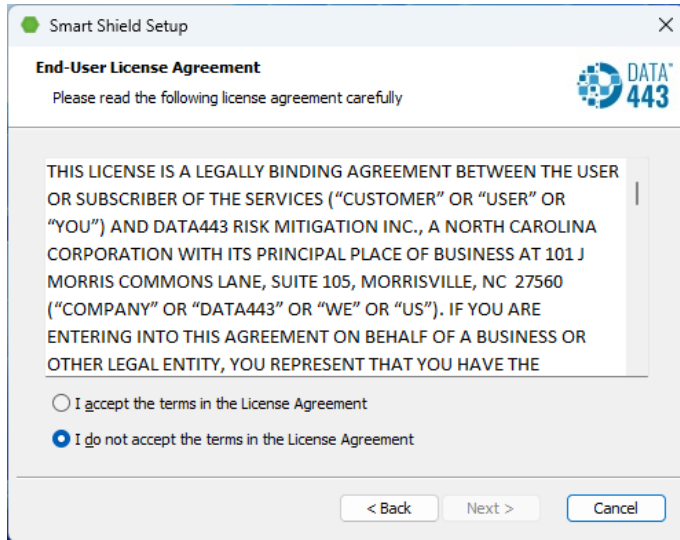 Smart Shield Setup
End-User License Agreement
Please read the following license agreement carefully
DATA™
443
THIS LICENSE IS A LEGALLY BINDING AGREEMENT BETWEEN THE USER
OR SUBSCRIBER OF THE SERVICES (“CUSTOMER” OR “USER” OR
“YOU”) AND DATA443 RISK MITIGATION INC., A NORTH CAROLINA
CORPORATION WITH ITS PRINCIPAL PLACE OF BUSINESS AT 101 J
MORRIS COMMONS LANE, SUITE 105, MORRISVILLE, NC  27560
(“COMPANY” OR “DATA443” OR “WE” OR “US”). IF YOU ARE
ENTERING INTO THIS AGREEMENT ON BEHALF OF A BUSINESS OR
OTHER LEGAL ENTITY, YOU REPRESENT THAT YOU HAVE THE
I accept the terms in the License Agreement
I do not accept the terms in the License Agreement
< Back
Next >
Cancel